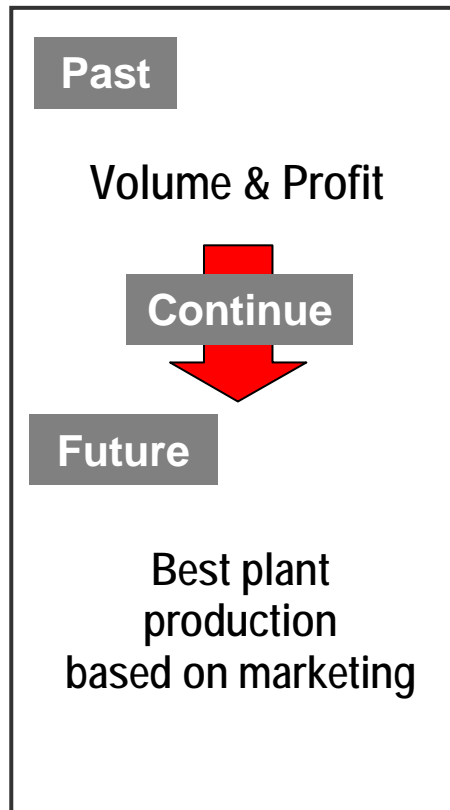 Past
Volume & Profit
Continue
Future
Best plant
production
based on marketing